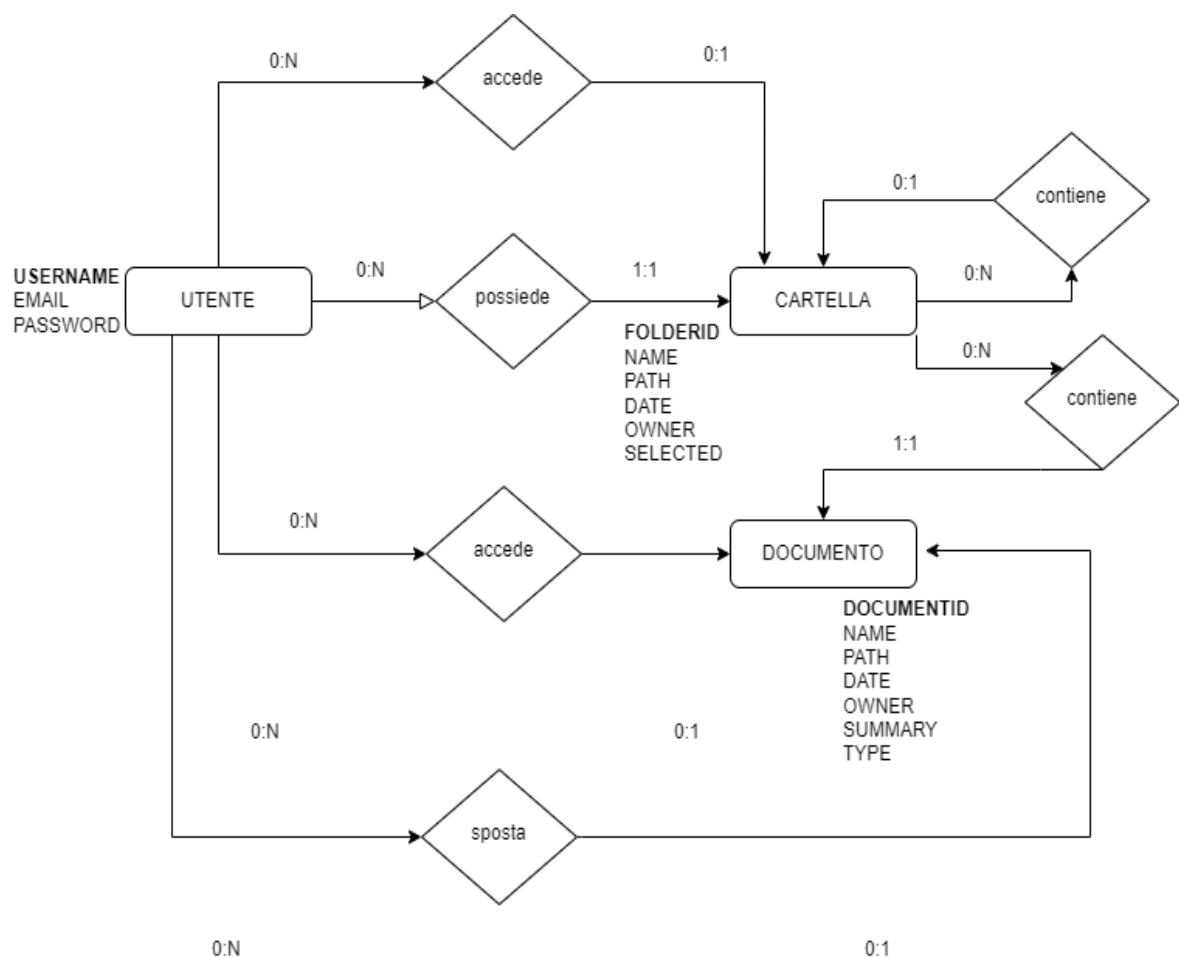 0:N
accede
0:1
0:1
contiene
USERNAME
EMAIL
PASSWORD
UTENTE
0:N
possiede
1:1
CARTELLA
0:N
FOLDERID
NAME
PATH
DATE
OWNER
SELECTED
0:N
contiene
1:1
0:N
accede
DOCUMENTO
DOCUMENTID
NAME
PATH
DATE
OWNER
SUMMARY
TYPE
0:N
0:1
sposta
0:N
0:1